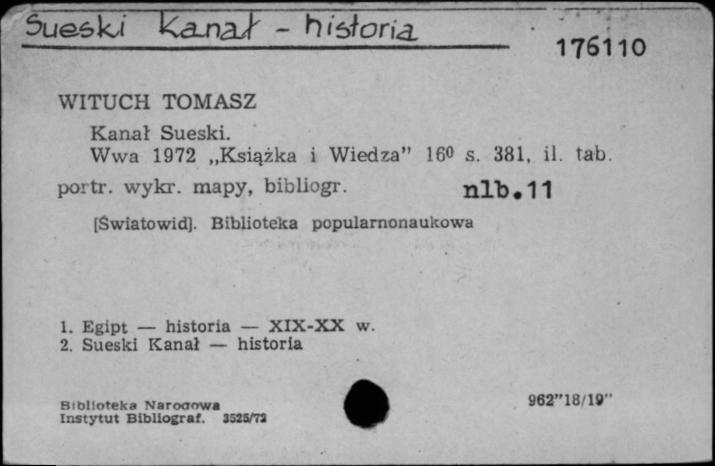 Sueski Kanał - historia
176110
WITUCH TOMASZ
Kanał Sueski.
Wwa 1972 „Książka i Wiedza” 16⁰ s. 381, il. tab.
portr. wykr. mapy, bibliogr. nlb.11
[Światowid]. Biblioteka popularnonaukowa
1. Egipt — historia — XIX-XX w.
2. Sueski Kanał — historia
Biblioteka Narodowa
Instytut Bibliograf. 3525/72
962”18/19”